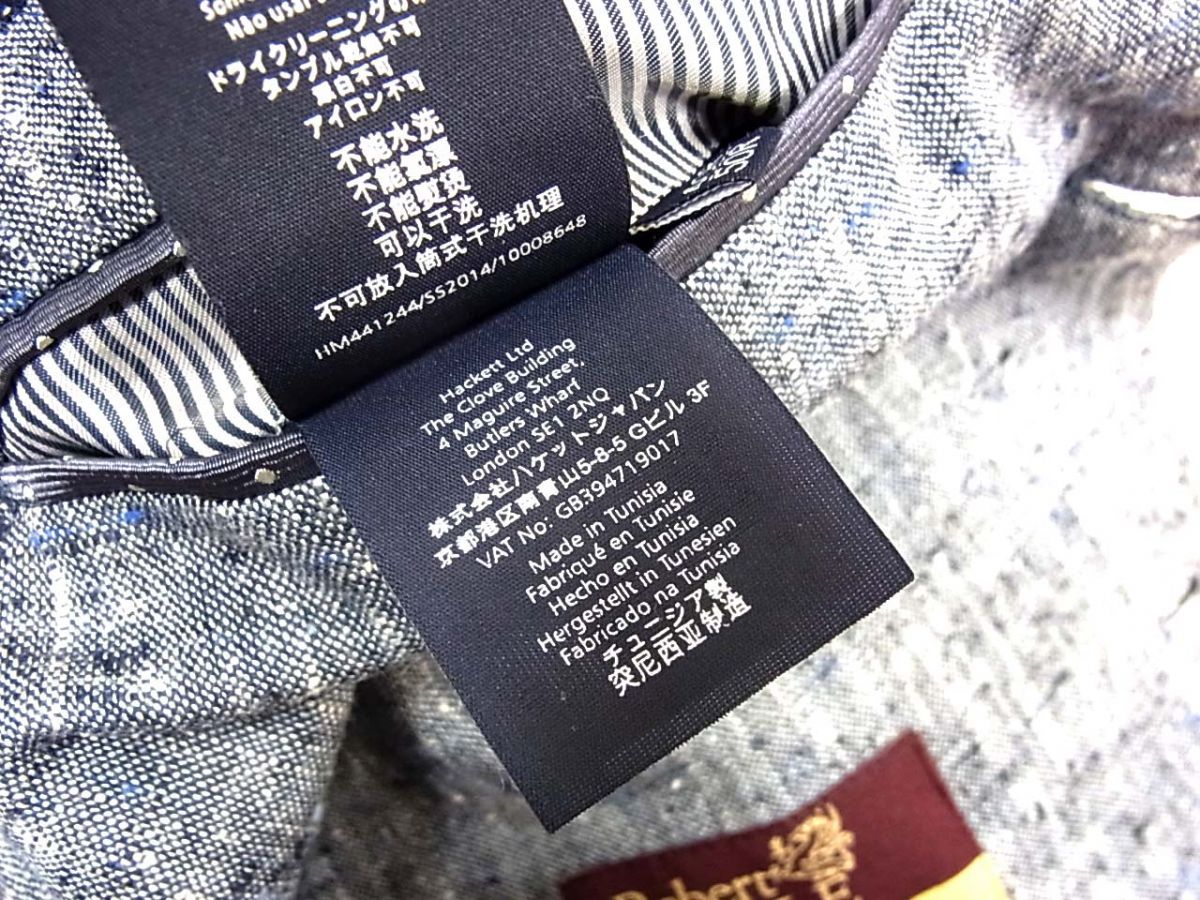 Não usar
ドライクリーニングのみ
タンブル乾燥不可
漂白不可
アイロン不可
不能水洗
不能氯漂
不能熨烫
可以干洗
不可放入筒式干洗机理
HM441244/SS2014/10008648
Hackett Ltd
The Clove Building
4 Maguire Street,
Butlers Wharf
London SE1 2NQ
株式会社ハケットジャパン
京都港区南青山5-8-5 Gビル 3F
VAT No: GB394719017
Made in Tunisia
Fabriqué en Tunisie
Hecho en Tunisia
Hergestellt in Tunesien
Fabricado na Tunisia
チュニジア製
突尼西亚制造
Robert